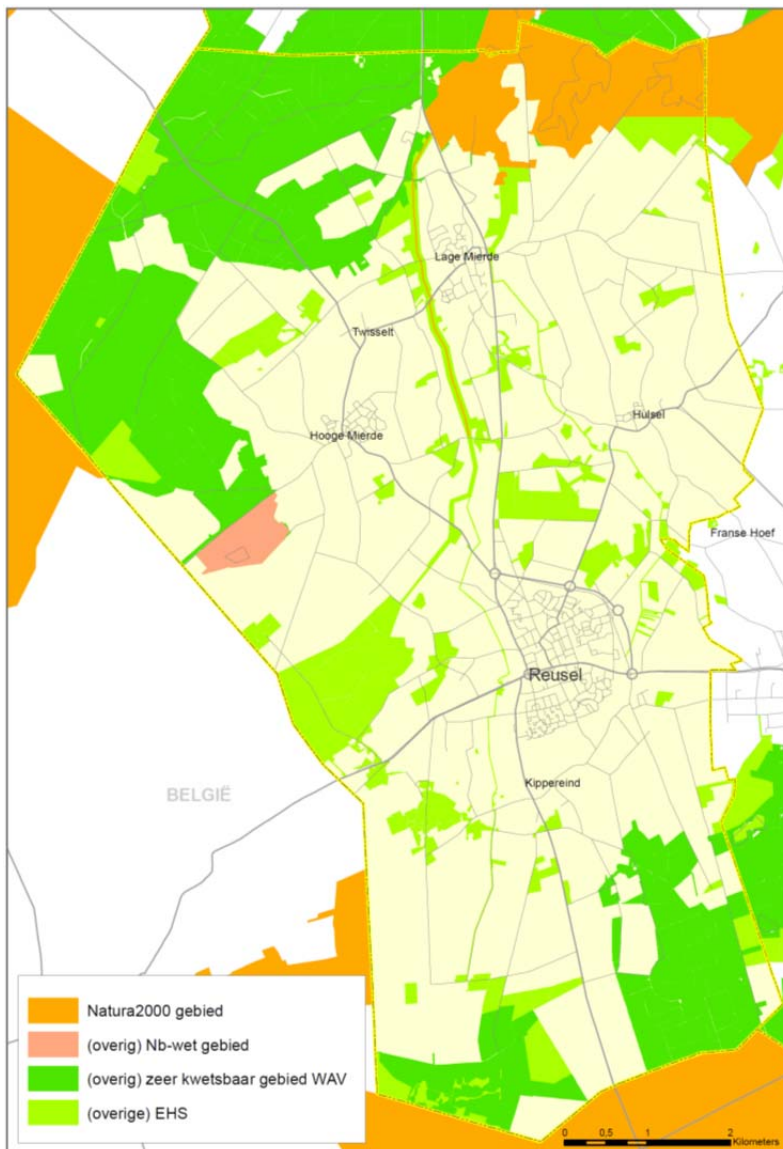 Lage Mierde
Twisselt
Hooge Mierde
Hulsel
Franse Hoef
Reusel
BELGIË
Kippereind
Natura2000 gebied
(overig) Nb-wet gebied
(overig) zeer kwetsbaar gebied WAV
(overige) EHS
0 0,5 1 2
Kilometers